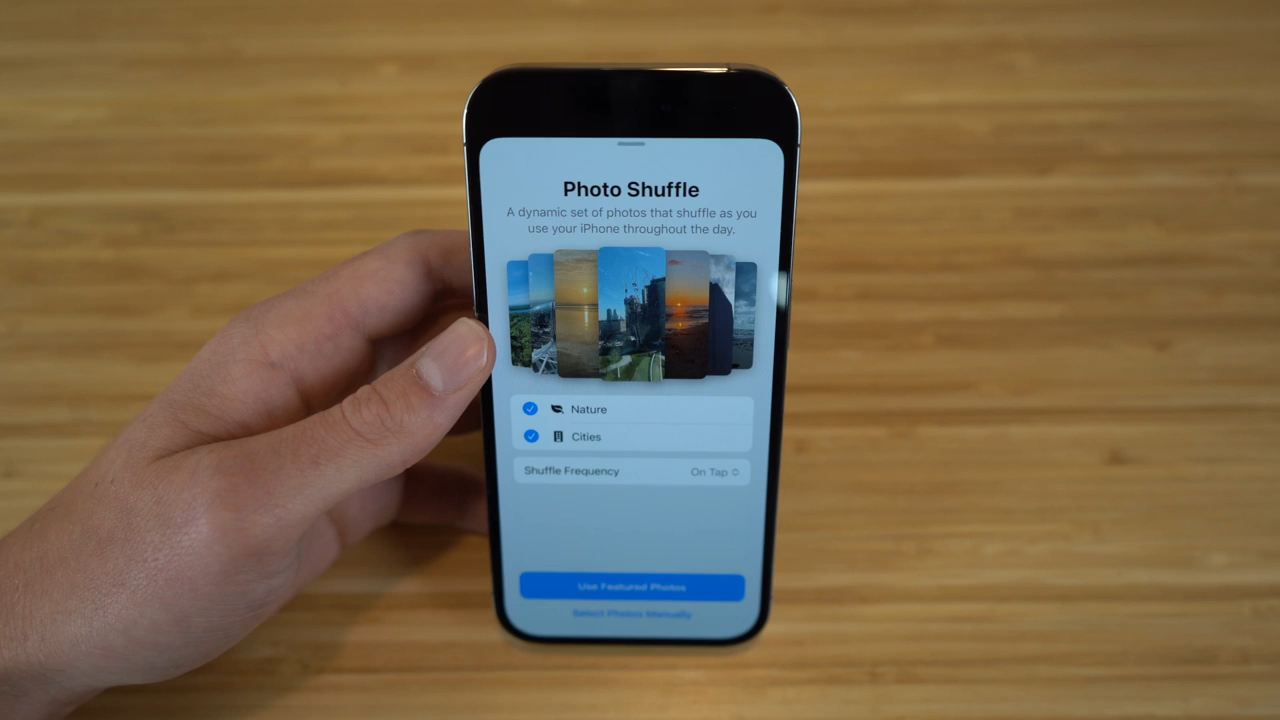 Photo Shuffle
A dynamic set of photos that shuffle as you
use your iPhone throughout the day.
Nature
Cities
Shuffle Frequency On Tap
Use Featured Photos
Select Photos Manually